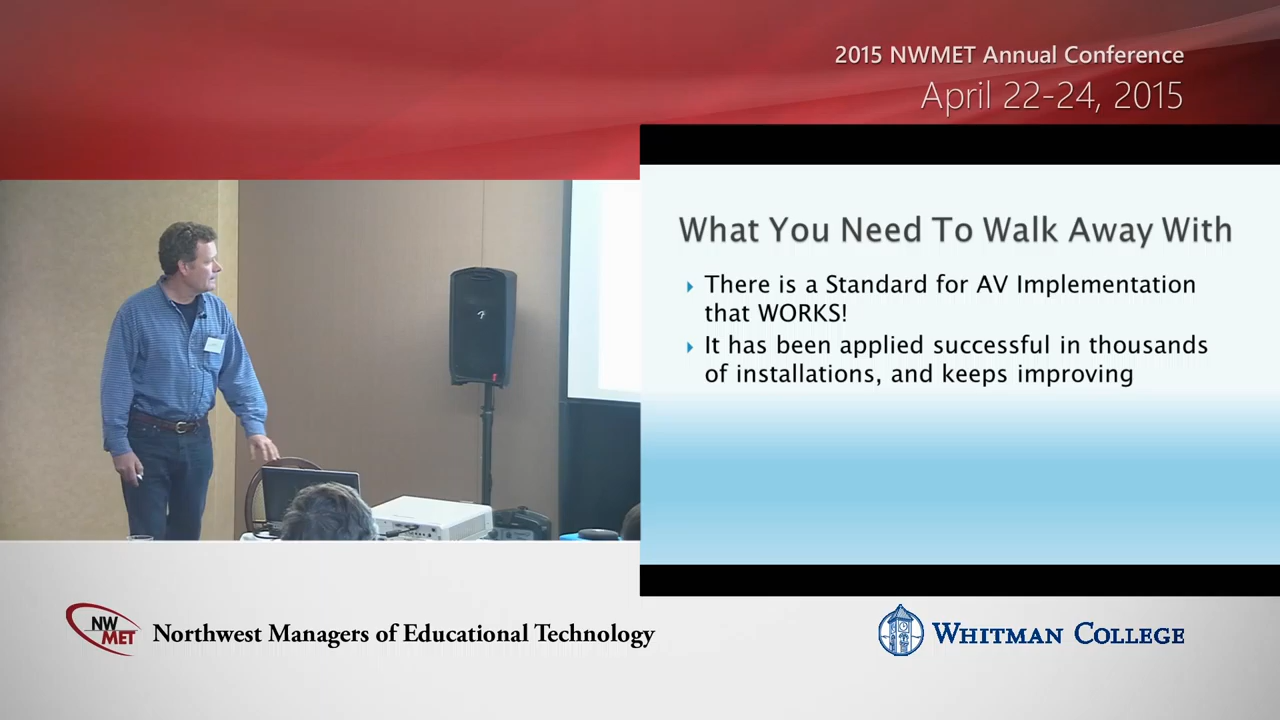 2015 NWMET Annual Conference
April 22-24, 2015
What You Need To Walk Away With
There is a Standard for AV Implementation
that WORKS!
It has been applied successful in thousands
of installations, and keeps improving
NW
MET
Northwest Managers of Educational Technology
WHITMAN COLLEGE